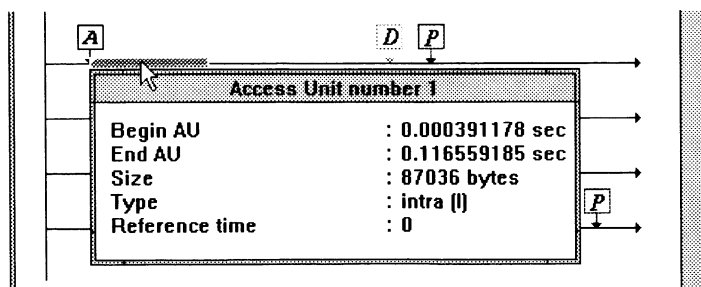 A D P
Access Unit number 1
Begin AU : 0.000391178 sec
End AU : 0.116559185 sec
Size : 87036 bytes
Type : intra (I)
Reference time : 0
P